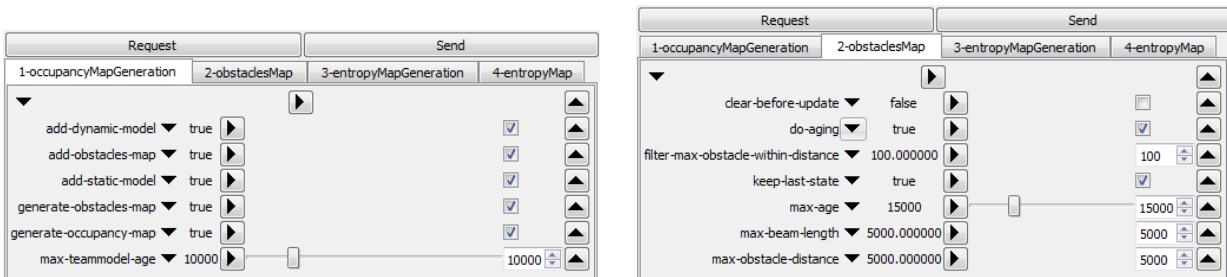 Request Send
1-occupancyMapGeneration 2-obstaclesMap 3-entropyMapGeneration 4-entropyMap
add-dynamic-model true
add-obstacles-map true
add-static-model true
generate-obstacles-map true
generate-occupancy-map true
max-teammodel-age 10000 10000
Request Send
1-occupancyMapGeneration 2-obstaclesMap 3-entropyMapGeneration 4-entropyMap
clear-before-update false
do-aging true
filter-max-obstacle-within-distance 100.000000 100
keep-last-state true
max-age 15000 15000
max-beam-length 5000.000000 5000
max-obstacle-distance 5000.000000 5000